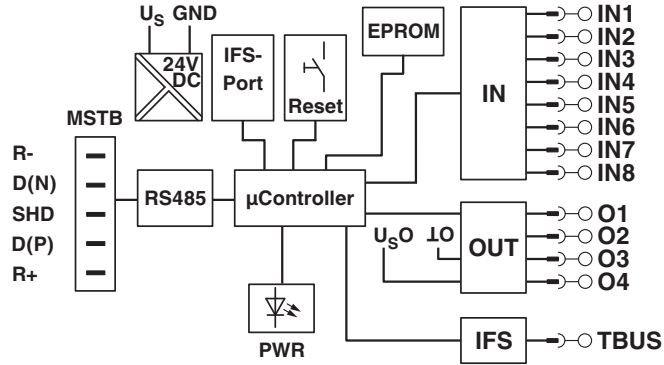 US GND
24V
DC
IFS-
Port
Reset
EPROM
IN
IN1
IN2
IN3
IN4
IN5
IN6
IN7
IN8
MSTB
R-
D(N)
SHD
D(P)
R+
RS485
µController
USO
OT
OUT
O1
O2
O3
O4
PWR
IFS
TBUS